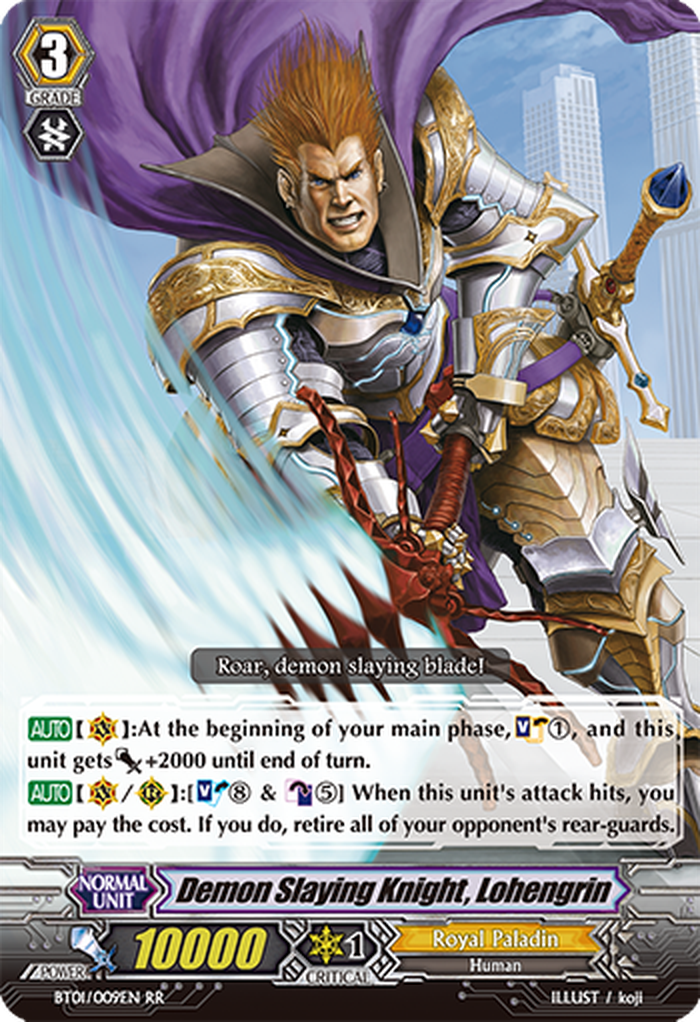 3
GRADE
Roar, demon slaying blade!
AUTO [ V ]:At the beginning of your main phase, V ①, and this
unit gets +2000 until end of turn.
AUTO [ V / R ]:[ V ⑧ & ⑤] When this unit's attack hits, you
may pay the cost. If you do, retire all of your opponent's rear-guards.
NORMAL
UNIT
Demon Slaying Knight, Lohengrin
POWER
10000
1
CRITICAL
Royal Paladin
Human
BT01/009EN RR
ILLUST / koji